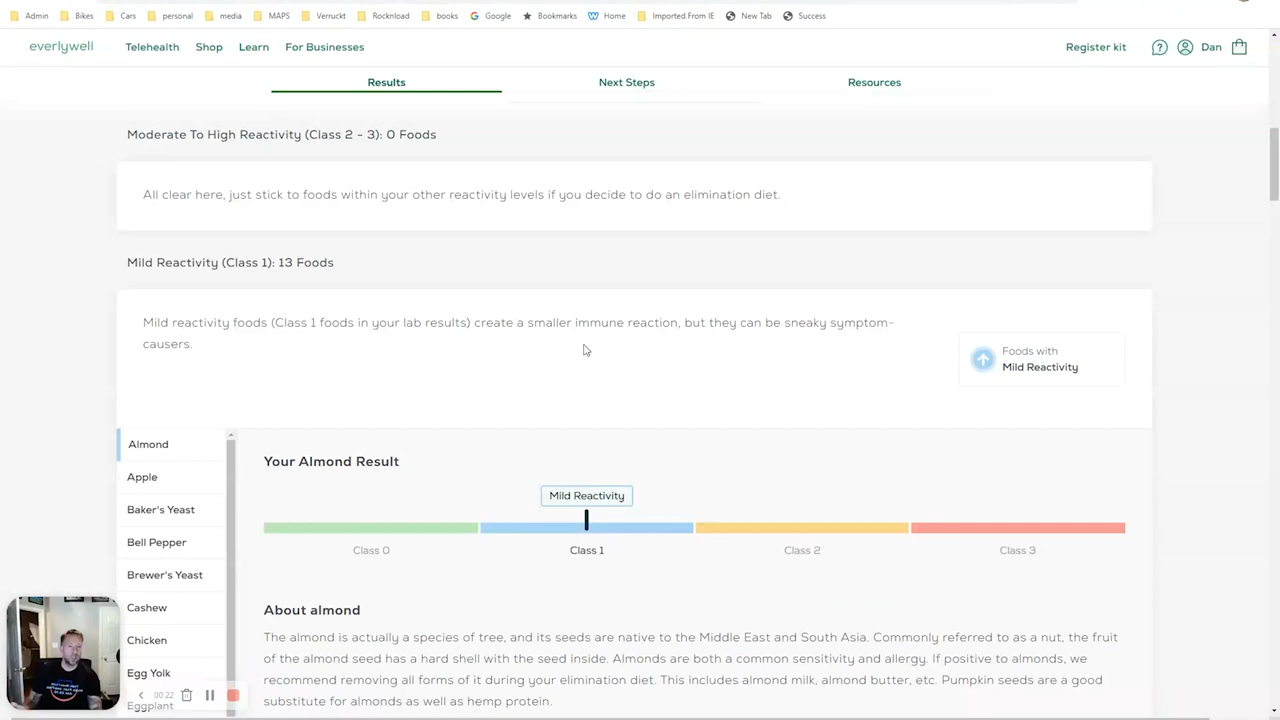 Admin Bikes Cars personal media MAPS Verruckt Rocknload books Google Bookmarks Home Imported From IE New Tab Success
everlywell Telehealth Shop Learn For Businesses Register kit ? Dan
Results Next Steps Resources
Moderate To High Reactivity (Class 2 - 3): 0 Foods
All clear here, just stick to foods within your other reactivity levels if you decide to do an elimination diet.
Mild Reactivity (Class 1): 13 Foods
Mild reactivity foods (Class 1 foods in your lab results) create a smaller immune reaction, but they can be sneaky symptom-
causers.
Foods with
Mild Reactivity
Almond
Apple
Baker's Yeast
Bell Pepper
Brewer's Yeast
Cashew
Chicken
Egg Yolk
Eggplant
Your Almond Result
Mild Reactivity
Class 0 Class 1 Class 2 Class 3
About almond
The almond is actually a species of tree, and its seeds are native to the Middle East and South Asia. Commonly referred to as a nut, the fruit
of the almond seed has a hard shell with the seed inside. Almonds are both a common sensitivity and allergy. If positive to almonds, we
recommend removing all forms of it during your elimination diet. This includes almond milk, almond butter, etc. Pumpkin seeds are a good
substitute for almonds as well as hemp protein.
00:22